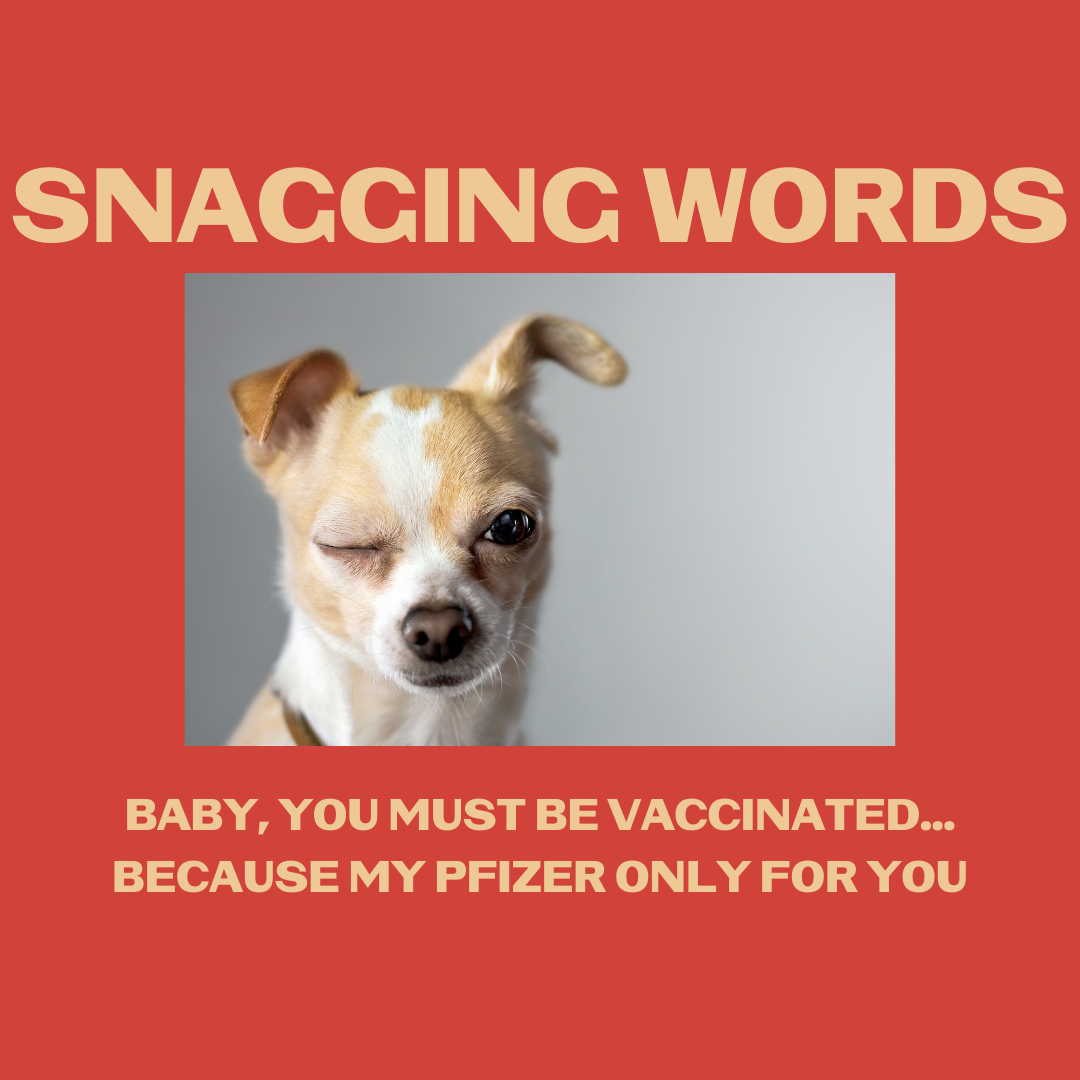 SNAGGING WORDS
BABY, YOU MUST BE VACCINATED...
BECAUSE MY PFIZER ONLY FOR YOU